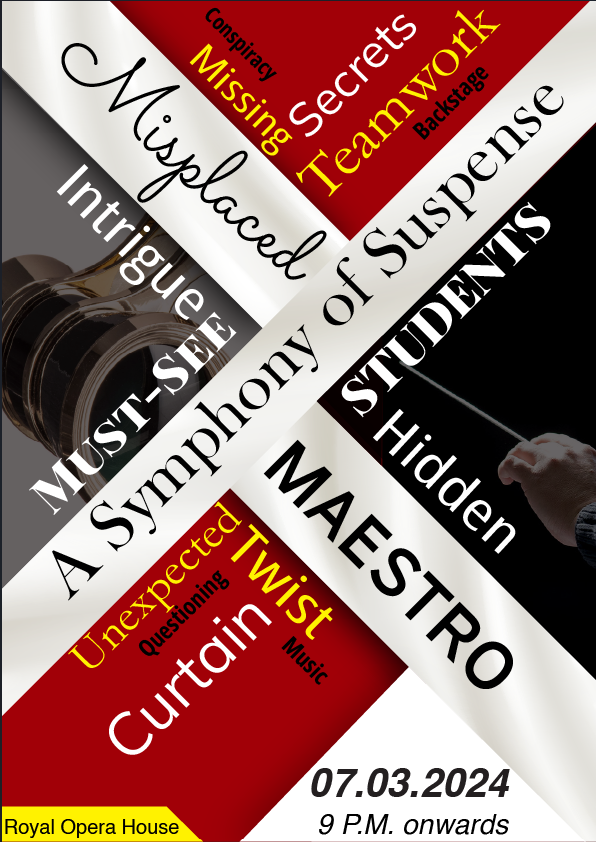 Conspiracy
Missing
Secrets
Teamwork
Backstage
Misplaced
A Symphony of Suspense
Intrigue
MUST-SEE
STUDENTS
Hidden
MAESTRO
Unexpected
Questioning
Twist
Curtain
Music
07.03.2024
9 P.M. onwards
Royal Opera House